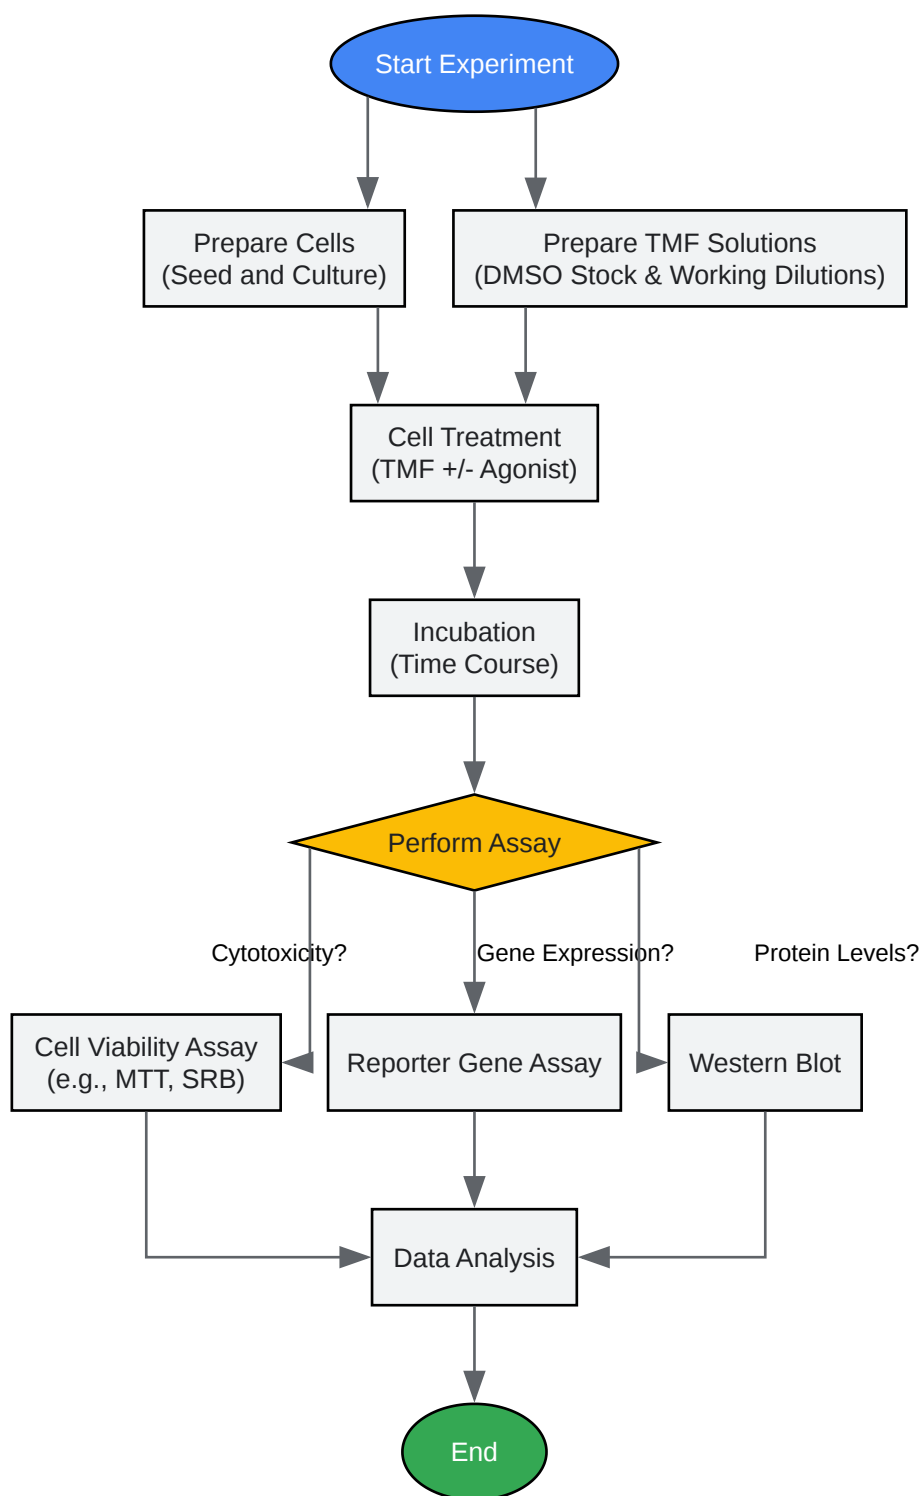 Start Experiment
Prepare Cells
(Seed and Culture)
Prepare TMF Solutions
(DMSO Stock & Working Dilutions)
Cell Treatment
(TMF +/- Agonist)
Incubation
(Time Course)
Perform Assay
Cytotoxicity?
Gene Expression?
Protein Levels?
Cell Viability Assay
(e.g., MTT, SRB)
Reporter Gene Assay
Western Blot
Data Analysis
End